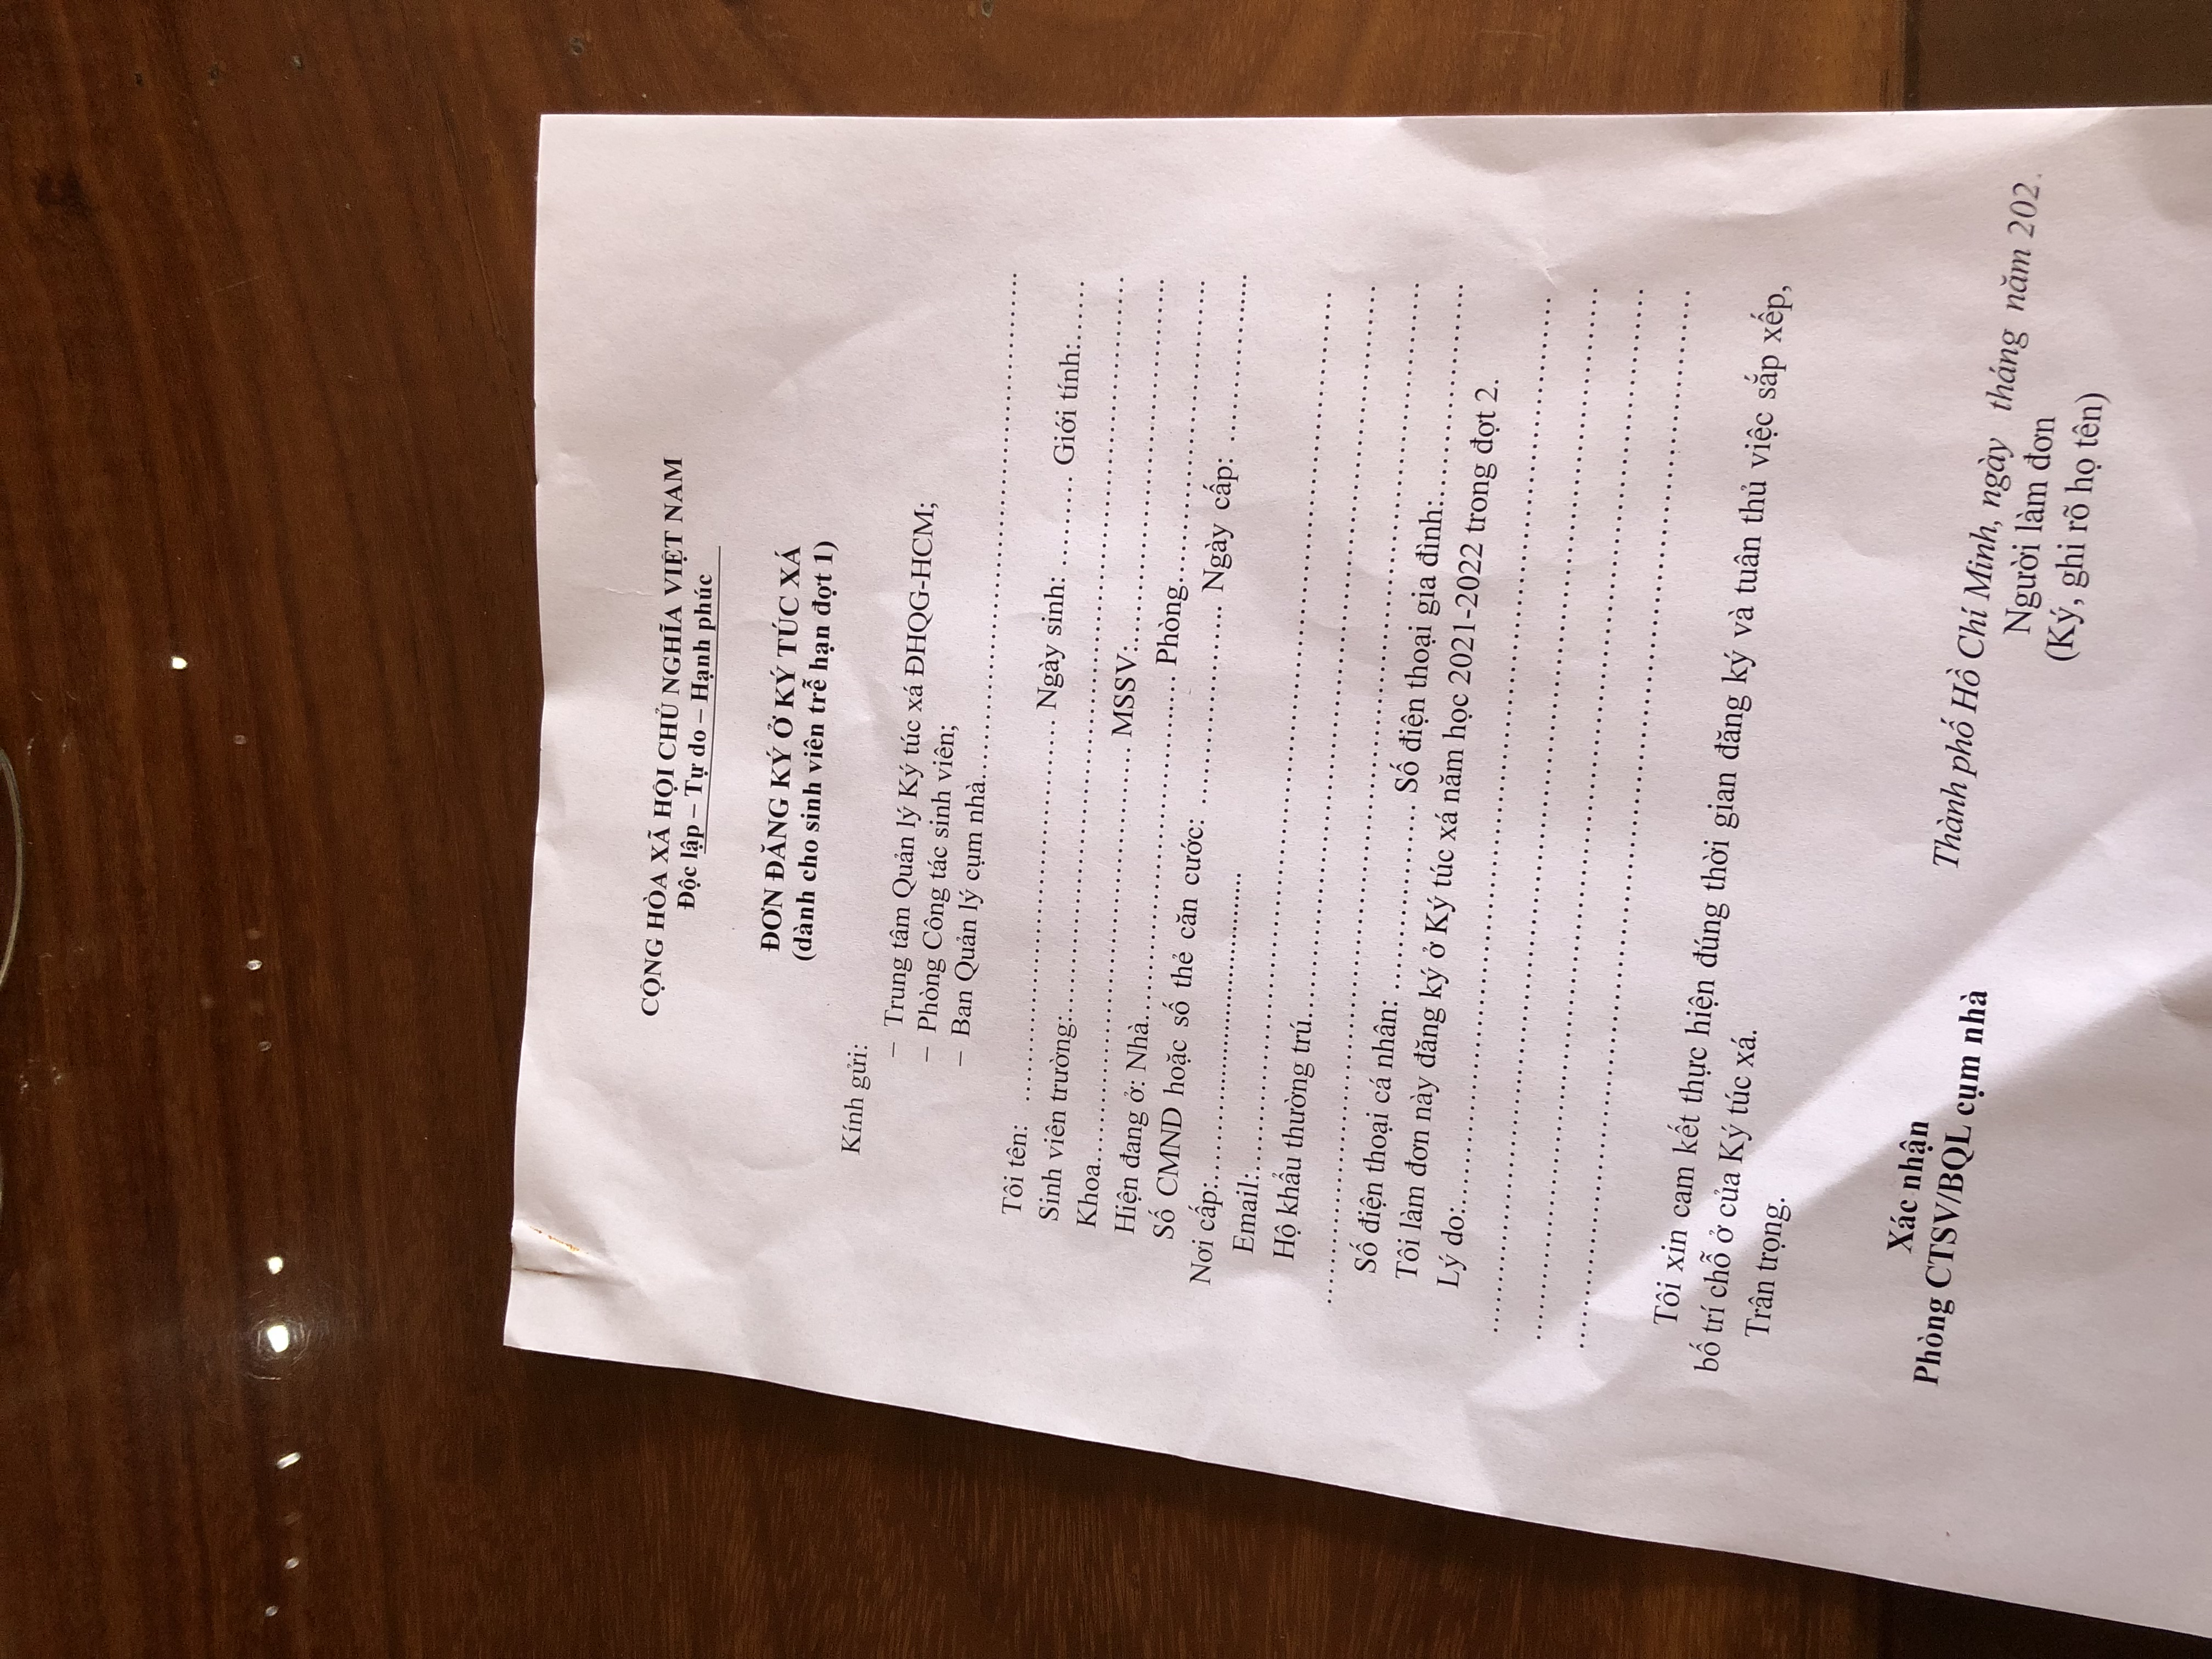 CỘNG HÒA XÃ HỘI CHỦ NGHĨA VIỆT NAM
Độc lập – Tự do – Hạnh phúc
ĐƠN ĐĂNG KÝ Ở KÝ TÚC XÁ
(dành cho sinh viên trễ hạn đợt 1)
Kính gửi:
– Trung tâm Quản lý Ký túc xá ĐHQG-HCM;
– Phòng Công tác sinh viên;
– Ban Quản lý cụm nhà..........................................................
Tôi tên: .......................................... Ngày sinh: ......... Giới tính:......
Sinh viên trường:..............................................................................
Khoa.............................................. MSSV:......................................
Hiện đang ở: Nhà...................................... Phòng.................................
Số CMND hoặc số thẻ căn cước: ...................... Ngày cấp: ..................
Nơi cấp:........................................
Email:..............................................................................................
Hộ khẩu thường trú..............................................................................
..............................................................................................................
Số điện thoại cá nhân: .................... Số điện thoại gia đình:.......................
Tôi làm đơn này đăng ký ở Ký túc xá năm học 2021-2022 trong đợt 2.
Lý do:..................................................................................................
..............................................................................................................
..............................................................................................................
..............................................................................................................
Tôi xin cam kết thực hiện đúng thời gian đăng ký và tuân thủ việc sắp xếp,
bố trí chỗ ở của Ký túc xá.
Trân trọng.
Xác nhận
Phòng CTSV/BQL cụm nhà
Thành phố Hồ Chí Minh, ngày tháng năm 202.
Người làm đơn
(Ký, ghi rõ họ tên)